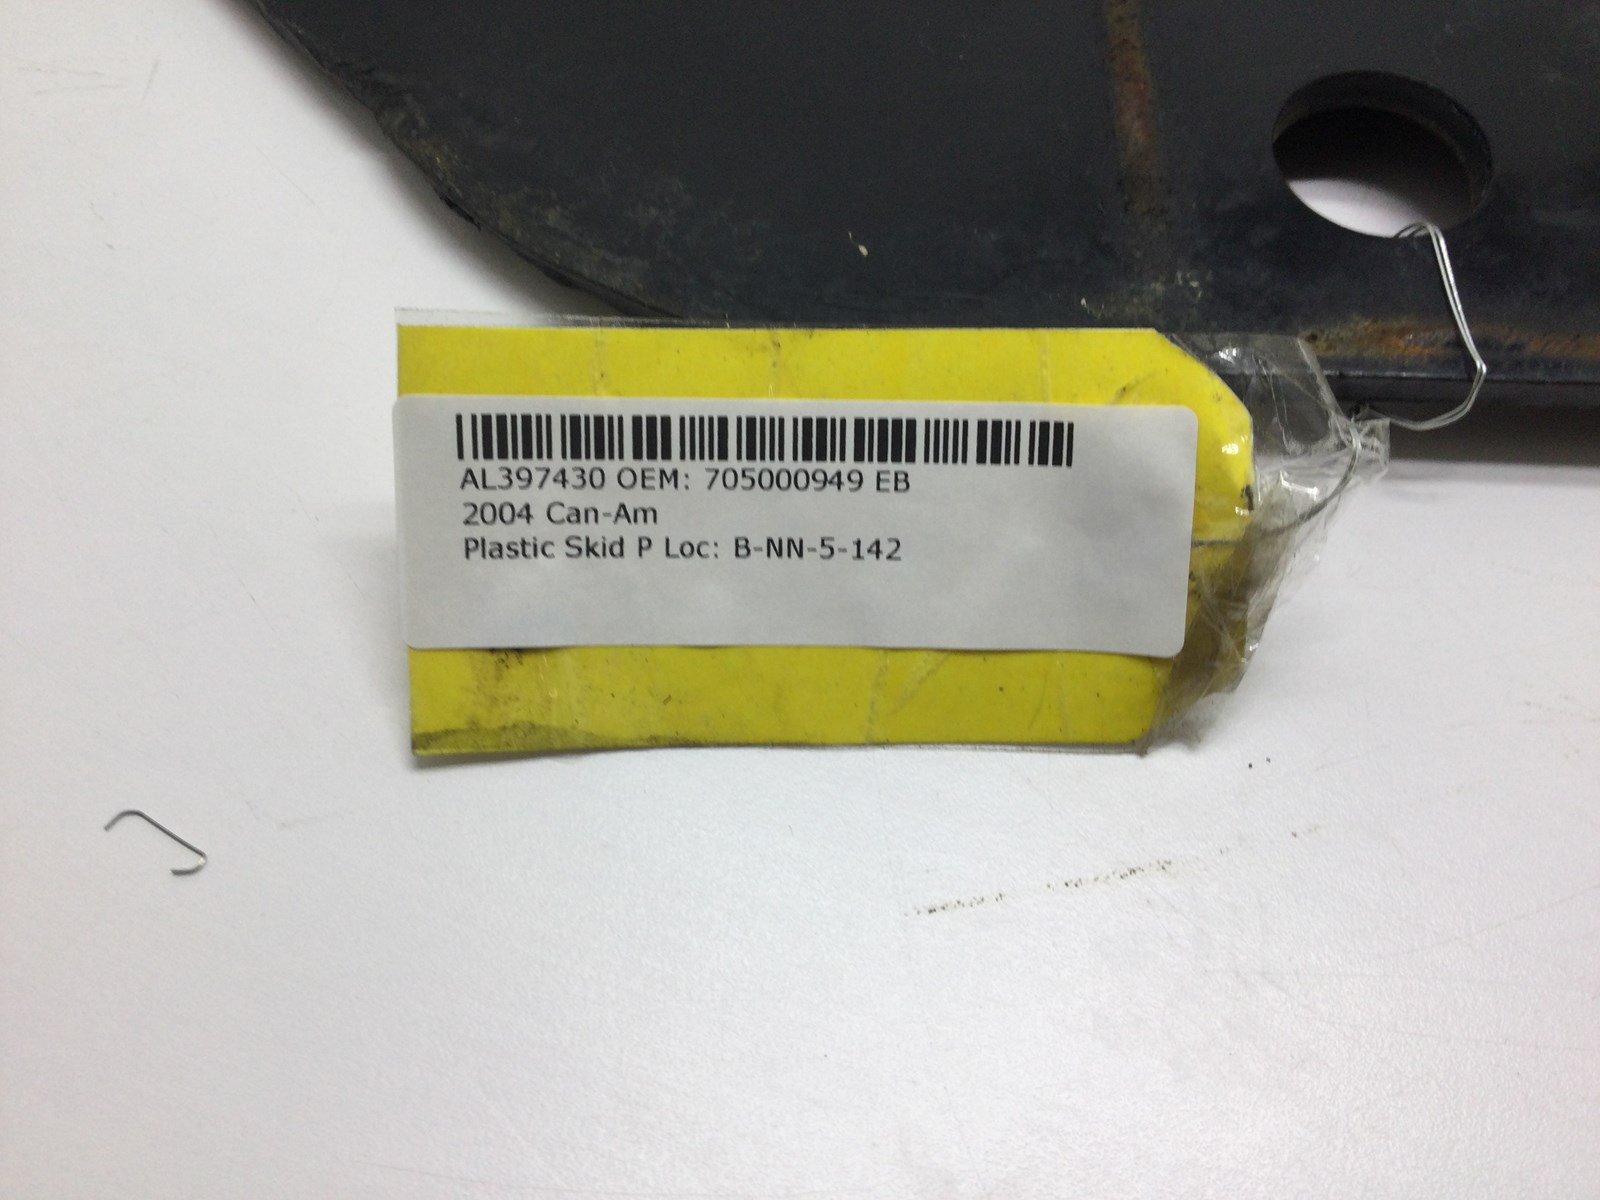 AL397430 OEM: 705000949 EB
2004 Can-Am
Plastic Skid P Loc: B-NN-5-142